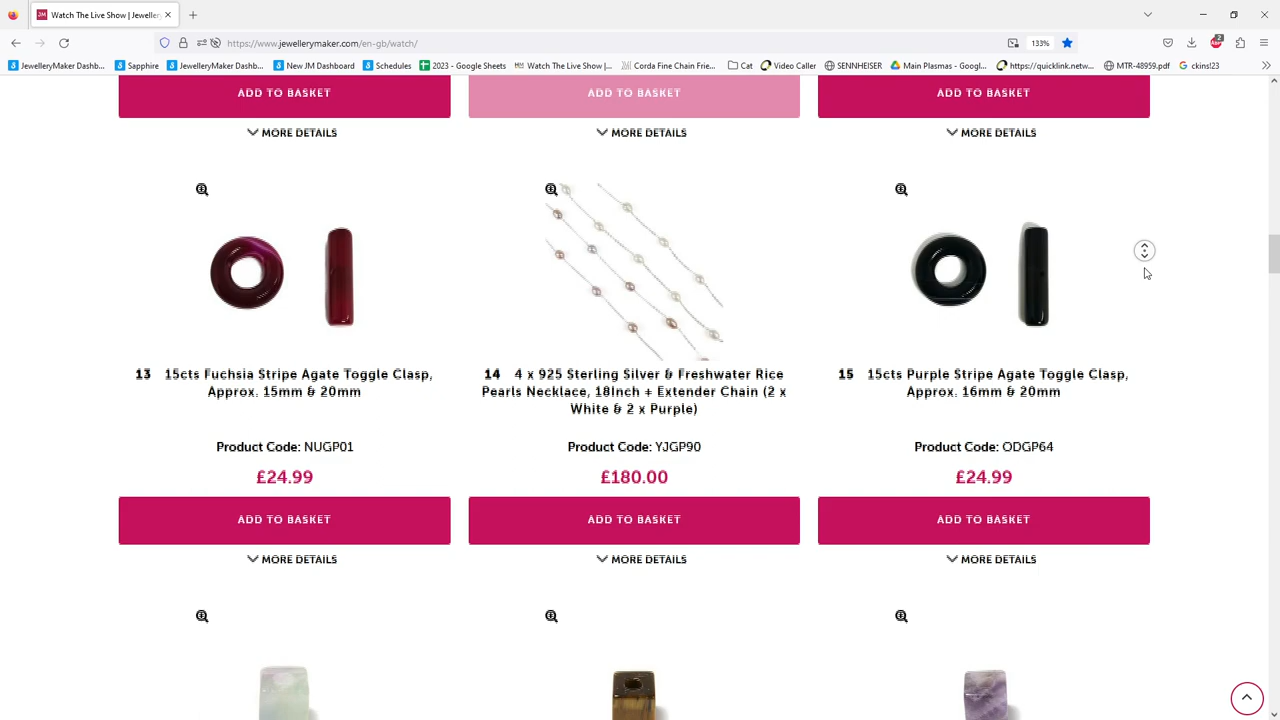 Watch The Live Show | Jeweller
https://www.jewellerymaker.com/en-gb/watch/
133%
2
JewelleryMaker Dashb...
Sapphire
JewelleryMaker Dashb...
New JM Dashboard
Schedules
2023 - Google Sheets
Watch The Live Show |...
Corda Fine Chain Frie...
Cat
Video Caller
SENNHEISER
Main Plasmas - Googl...
https://quicklink.netw...
MTR-48959.pdf
ckins!23
ADD TO BASKET
ADD TO BASKET
ADD TO BASKET
MORE DETAILS
MORE DETAILS
MORE DETAILS
13 15cts Fuchsia Stripe Agate Toggle Clasp,
Approx. 15mm & 20mm
Product Code: NUGP01
£24.99
ADD TO BASKET
MORE DETAILS
14 4 x 925 Sterling Silver & Freshwater Rice
Pearls Necklace, 18Inch + Extender Chain (2 x
White & 2 x Purple)
Product Code: YJGP90
£180.00
ADD TO BASKET
MORE DETAILS
15 15cts Purple Stripe Agate Toggle Clasp,
Approx. 16mm & 20mm
Product Code: ODGP64
£24.99
ADD TO BASKET
MORE DETAILS